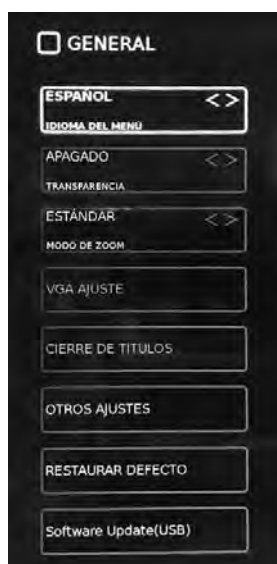 GENERAL
ESPAÑOL < >
IDIOMA DEL MENÚ
APAGADO < >
TRANSPARENCIA
ESTÁNDAR < >
MODO DE ZOOM
VGA AJUSTE
CIERRE DE TITULOS
OTROS AJUSTES
RESTAURAR DEFECTO
Software Update(USB)